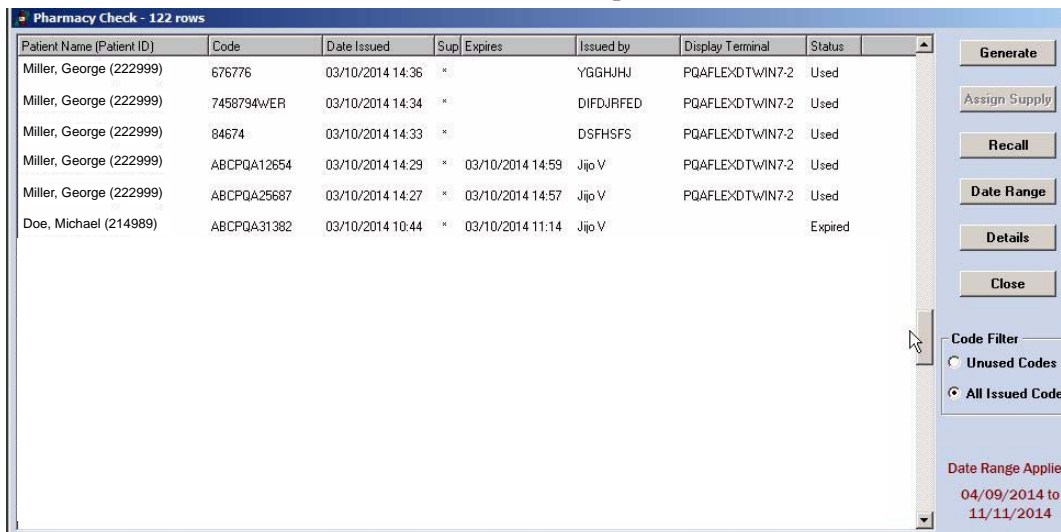 Pharmacy Check - 122 rows
Patient Name (Patient ID) Code Date Issued Sup Expires Issued by Display Terminal Status
Miller, George (222999) 676776 03/10/2014 14:36 * YGGHJHJ PQAFLEXDTWIN7-2 Used
Miller, George (222999) 7458794WER 03/10/2014 14:34 * DIFDJRFED PQAFLEXDTWIN7-2 Used
Miller, George (222999) 84674 03/10/2014 14:33 * DSFHSFS PQAFLEXDTWIN7-2 Used
Miller, George (222999) ABCPQA12654 03/10/2014 14:29 * 03/10/2014 14:59 Jijo V PQAFLEXDTWIN7-2 Used
Miller, George (222999) ABCPQA25687 03/10/2014 14:27 * 03/10/2014 14:57 Jijo V PQAFLEXDTWIN7-2 Used
Doe, Michael (214989) ABCPQA31382 03/10/2014 10:44 * 03/10/2014 11:14 Jijo V Expired
Generate
Assign Supply
Recall
Date Range
Details
Close
Code Filter
Unused Codes
All Issued Code
Date Range Applie
04/09/2014 to
11/11/2014